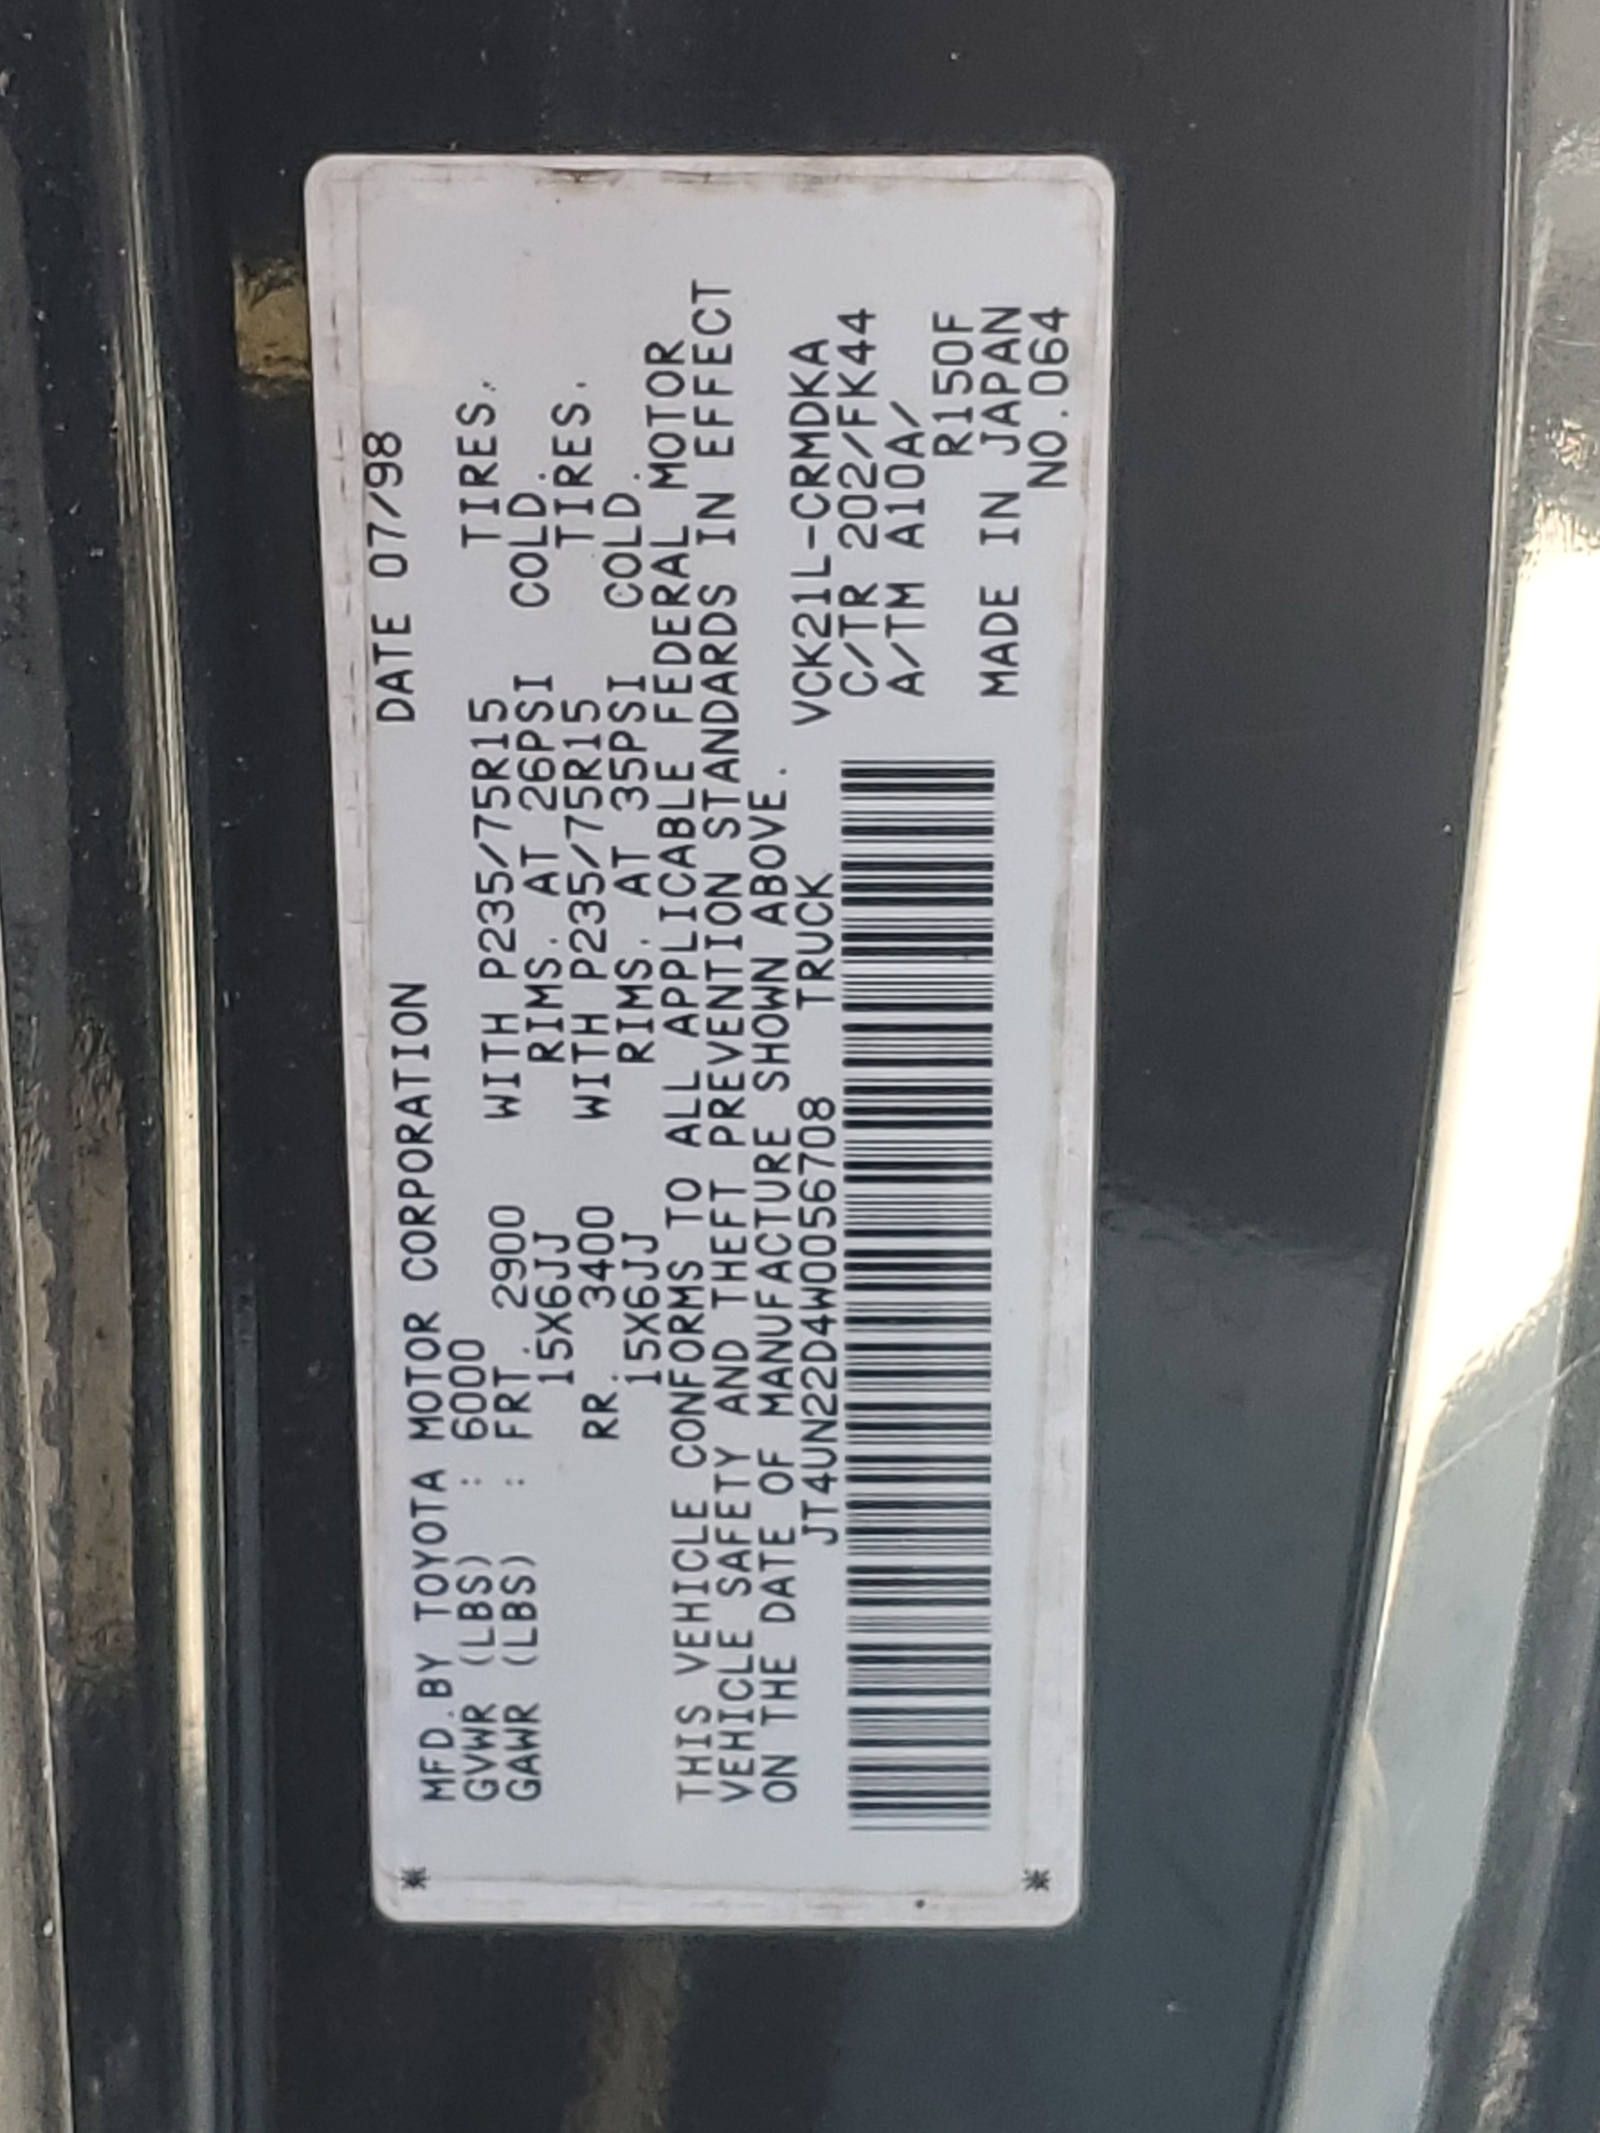 MFD.BY TOYOTA MOTOR CORPORATION DATE 07/98
GVWR (LBS) : 6000
GAWR (LBS) : FRT. 2900 WITH P235/75R15 TIRES,
15X6JJ RIMS. AT 26PSI COLD.
RR. 3400 WITH P235/75R15 TIRES.
15X6JJ RIMS. AT 35PSI COLD.
THIS VEHICLE CONFORMS TO ALL APPLICABLE FEDERAL MOTOR
VEHICLE SAFETY AND THEFT PREVENTION STANDARDS IN EFFECT
ON THE DATE OF MANUFACTURE SHOWN ABOVE.
JT4UN22D4W0056708 TRUCK
VCK21L-CRMDKA
C/TR 202/FK44
A/TM A10A/
R150F
MADE IN JAPAN
NO.064